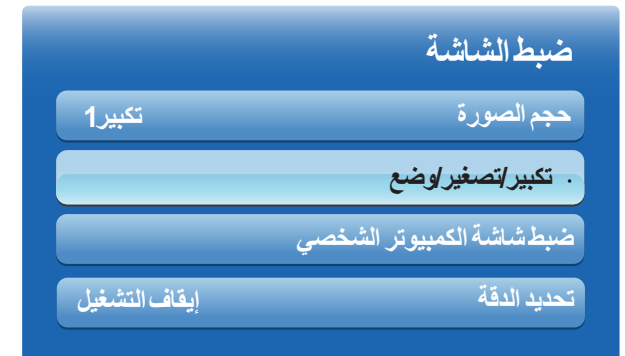 ضبط الشاشة
حجم الصورة تكبير1
· تكبير/تصغير/وضع
ضبط شاشة الكمبيوتر الشخصي
تحديد الدقة إيقاف التشغيل